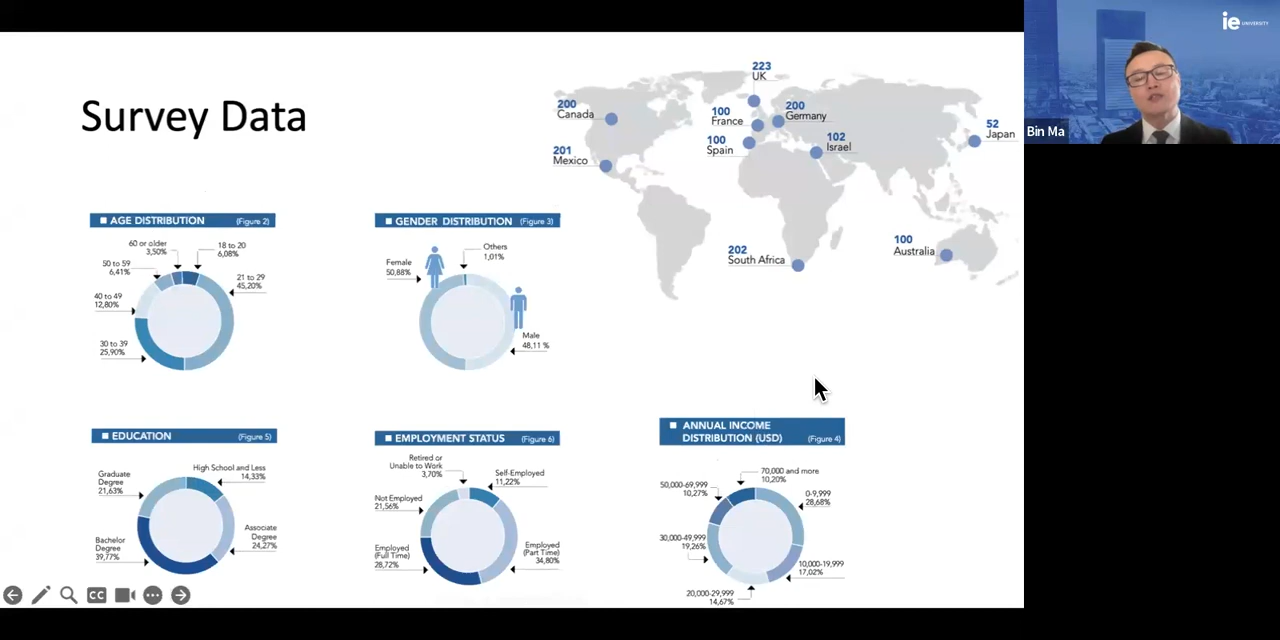 Survey Data
223
UK
200
Canada
100
France
200
Germany
52
Japan
100
Spain
102
Israel
201
Mexico
202
South Africa
100
Australia
AGE DISTRIBUTION (Figure 2)
60 or older
3,50%
18 to 20
6,08%
50 to 59
6,41%
21 to 29
45,20%
40 to 49
12,80%
30 to 39
25,90%
GENDER DISTRIBUTION (Figure 3)
Others
1,01%
Female
50,88%
Male
48,11 %
EDUCATION (Figure 5)
High School and Less
14,33%
Graduate
Degree
21,63%
Associate
Degree
24,27%
Bachelor
Degree
39,77%
EMPLOYMENT STATUS (Figure 6)
Retired or
Unable to Work
3,70%
Self-Employed
11,22%
Not Employed
21,56%
Employed
(Full Time)
28,72%
Employed
(Part Time)
34,80%
ANNUAL INCOME
DISTRIBUTION (USD) (Figure 4)
70,000 and more
10,20%
50,000-69,999
10,27%
0-9,999
28,68%
30,000-49,999
19,26%
10,000-19,999
17,02%
20,000-29,999
14,67%
CC
ie UNIVERSITY
Bin Ma